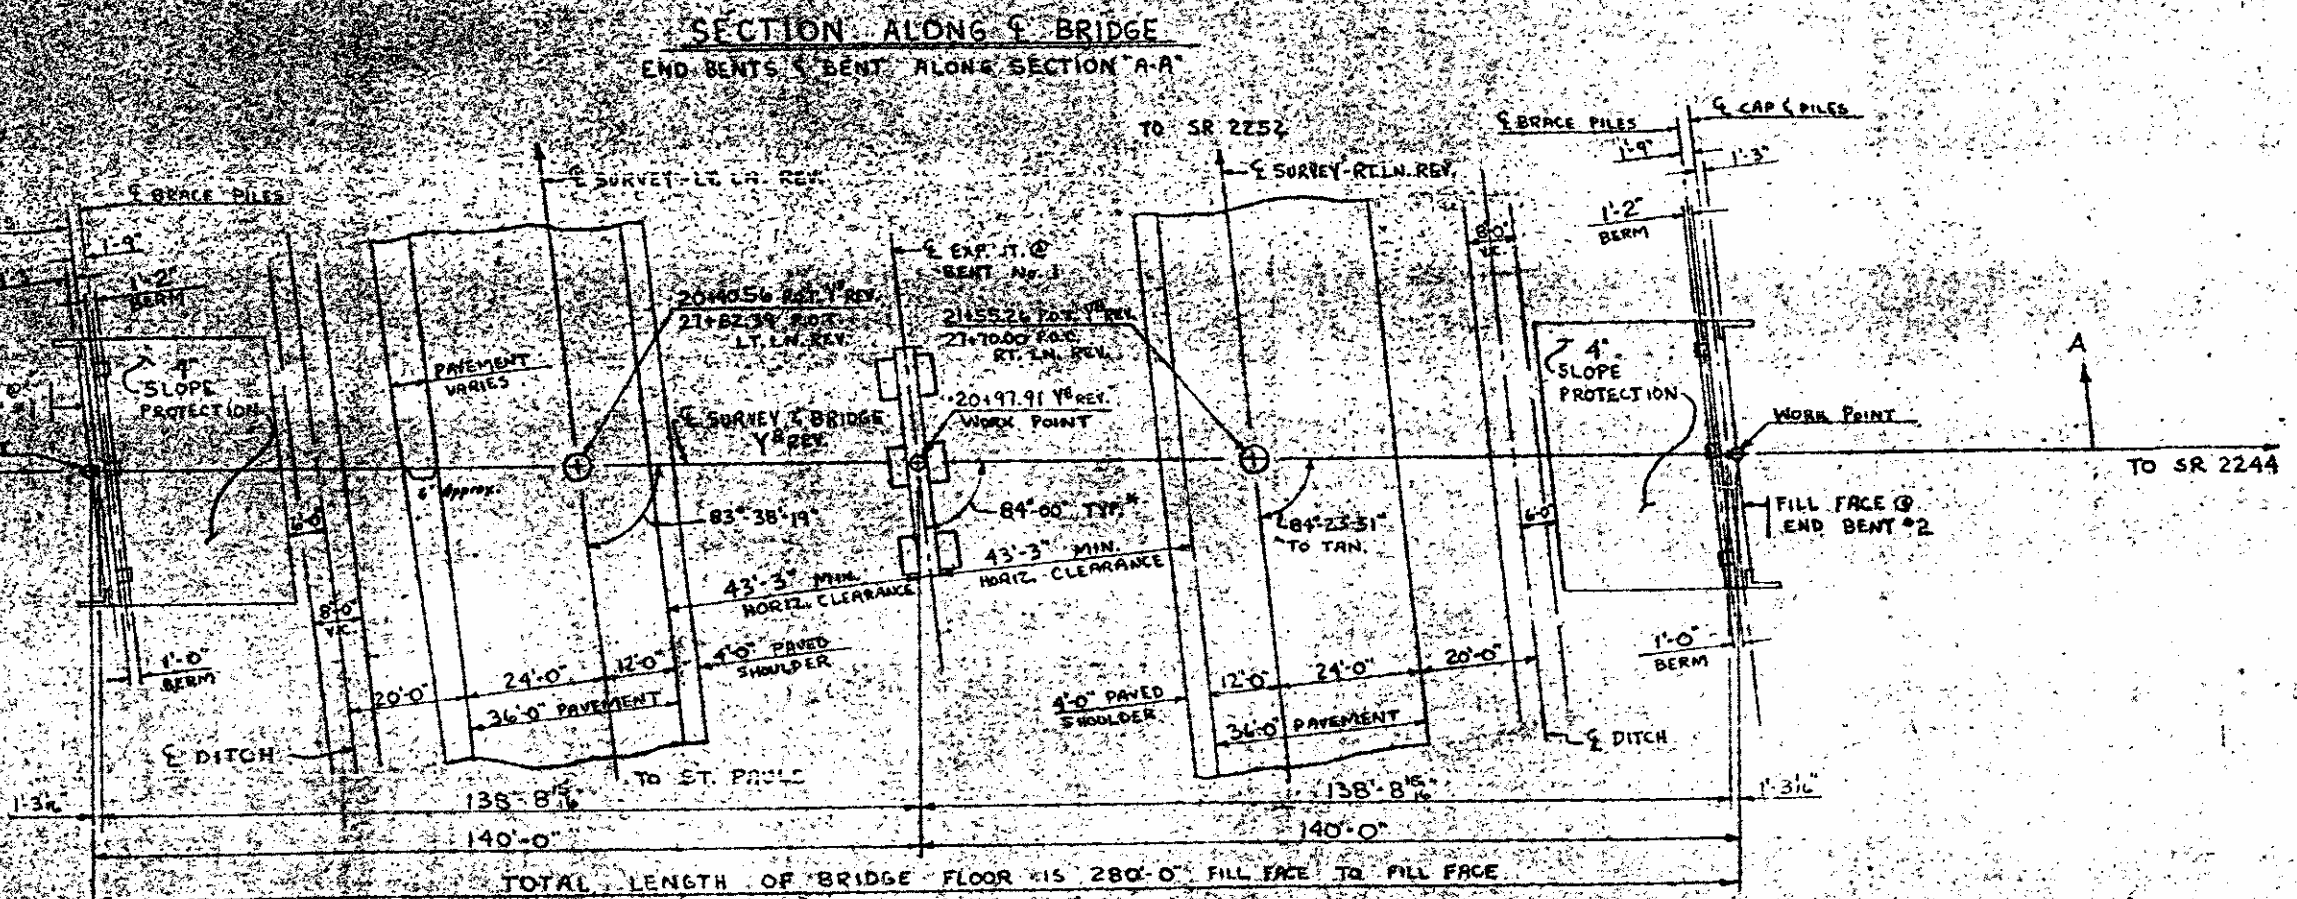 SECTION ALONG ℄ BRIDGE
END BENTS & BENT ALONG SECTION "A-A"
TO SR 2252
℄ BRACE PILES
℄ CAP & PILES
1'-9"
1'-3"
℄ SURVEY-LT. LN. REV.
℄ SURVEY-RT.LN.REV.
℄ BRACE PILES
1'-9"
1'-2"
BERM
1'-2"
BERM
8'-0"
V.C.
℄ EXP. JT. @
BENT No. 1
20+40.56 P.O.T. Y8 REV.
27+82.39 P.O.T.
LT. LN. REV.
21+55.26 P.O.T. Y8 REV.
27+70.00 P.O.C.
RT. LN. REV.
4"
SLOPE
PROTECTION
PAVEMENT
VARIES
20+97.91 Y8 REV.
WORK POINT
4"
SLOPE
PROTECTION
A
℄ SURVEY & BRIDGE
Y8 REV.
WORK POINT
TO SR 2244
6" Approx.
83°-38'-19"
84°-00' TYP.*
84°-23'-31"
TO TAN.
6'-0"
6'-0"
FILL FACE @
END BENT #2
43'-3" MIN.
HORIZ. CLEARANCE
43'-3" MIN.
HORIZ. CLEARANCE
8'-0"
V.C.
1'-0"
BERM
1'-0"
BERM
20'-0"
24'-0"
12'-0"
4'-0" PAVED
SHOULDER
36'-0" PAVEMENT
4'-0" PAVED
SHOULDER
12'-0"
24'-0"
20'-0"
36'-0" PAVEMENT
℄ DITCH
℄ DITCH
TO ST. PAULS
1'-3 1/16"
138'-8 15/16"
138'-8 15/16"
1'-3 1/16"
140'-0"
140'-0"
TOTAL LENGTH OF BRIDGE FLOOR IS 280'-0" FILL FACE TO FILL FACE